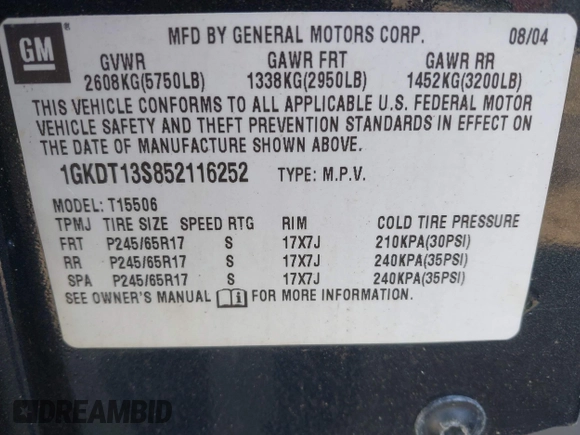 GM
MFD BY GENERAL MOTORS CORP. 08/04
GVWR GAWR FRT GAWR RR
2608KG(5750LB) 1338KG(2950LB) 1452KG(3200LB)
THIS VEHICLE CONFORMS TO ALL APPLICABLE U.S. FEDERAL MOTOR
VEHICLE SAFETY AND THEFT PREVENTION STANDARDS IN EFFECT ON
THE DATE OF MANUFACTURE SHOWN ABOVE.
1GKDT13S852116252 TYPE: M.P.V.
MODEL: T15506
TPMJ TIRE SIZE SPEED RTG RIM COLD TIRE PRESSURE
FRT P245/65R17 S 17X7J 210KPA(30PSI)
RR P245/65R17 S 17X7J 240KPA(35PSI)
SPA P245/65R17 S 17X7J 240KPA(35PSI)
SEE OWNER'S MANUAL i FOR MORE INFORMATION.
DREAMBID